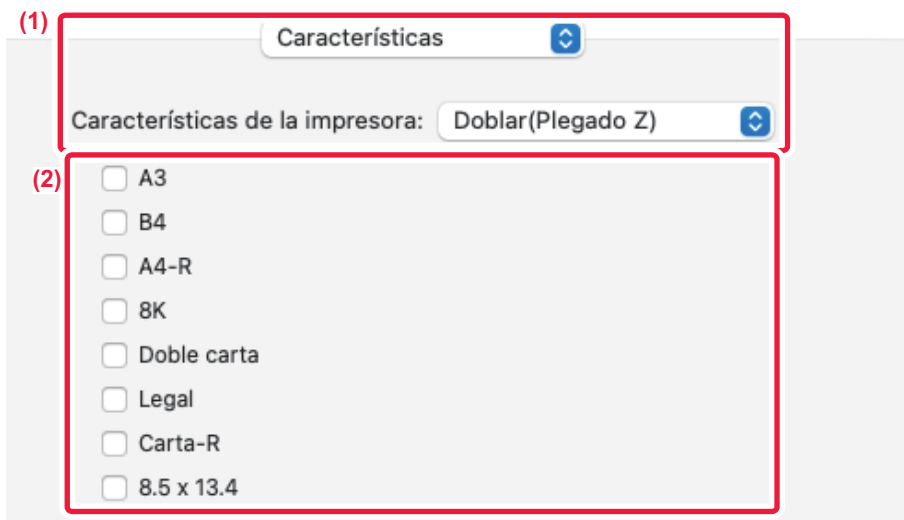 (1)
Características
Características de la impresora: Doblar(Plegado Z)
(2)
A3
B4
A4-R
8K
Doble carta
Legal
Carta-R
8.5 x 13.4